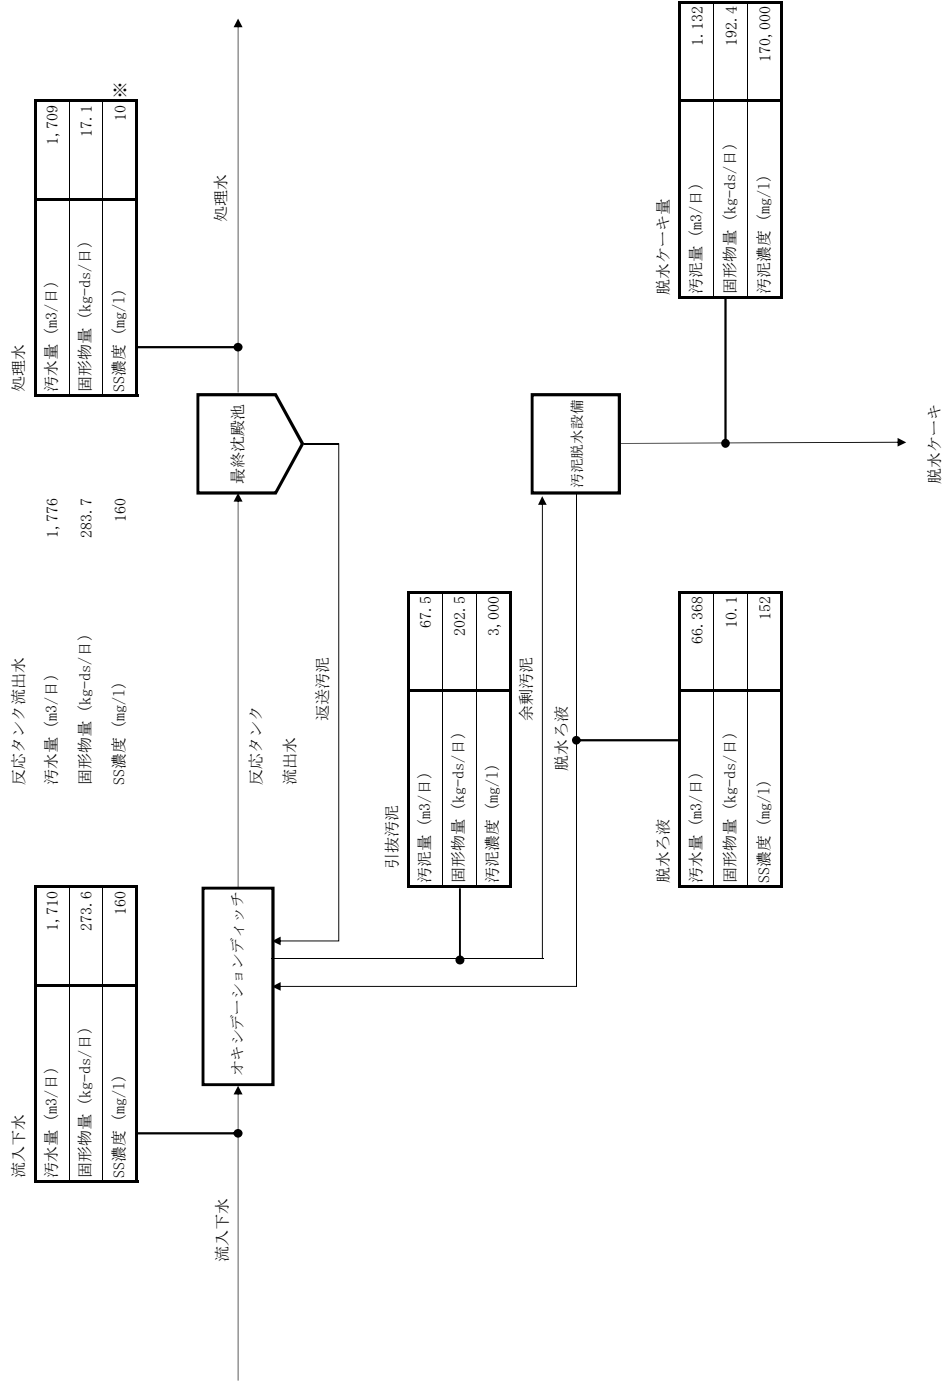 流入下水
汚水量 (m3/日) 1,710
固形物量 (kg-ds/日) 273.6
SS濃度 (mg/l) 160
反応タンク流出水
汚水量 (m3/日) 1,776
固形物量 (kg-ds/日) 283.7
SS濃度 (mg/l) 160
処理水
汚水量 (m3/日) 1,709
固形物量 (kg-ds/日) 17.1
SS濃度 (mg/l) 10 ※
流入下水
オキシデーションディッチ
反応タンク
流出水
最終沈殿池
処理水
返送汚泥
引抜汚泥
汚泥量 (m3/日) 67.5
固形物量 (kg-ds/日) 202.5
汚泥濃度 (mg/l) 3,000
余剰汚泥
脱水ろ液
汚泥脱水設備
脱水ろ液
汚水量 (m3/日) 66.368
固形物量 (kg-ds/日) 10.1
SS濃度 (mg/l) 152
脱水ケーキ量
汚泥量 (m3/日) 1.132
固形物量 (kg-ds/日) 192.4
汚泥濃度 (mg/l) 170,000
脱水ケーキ